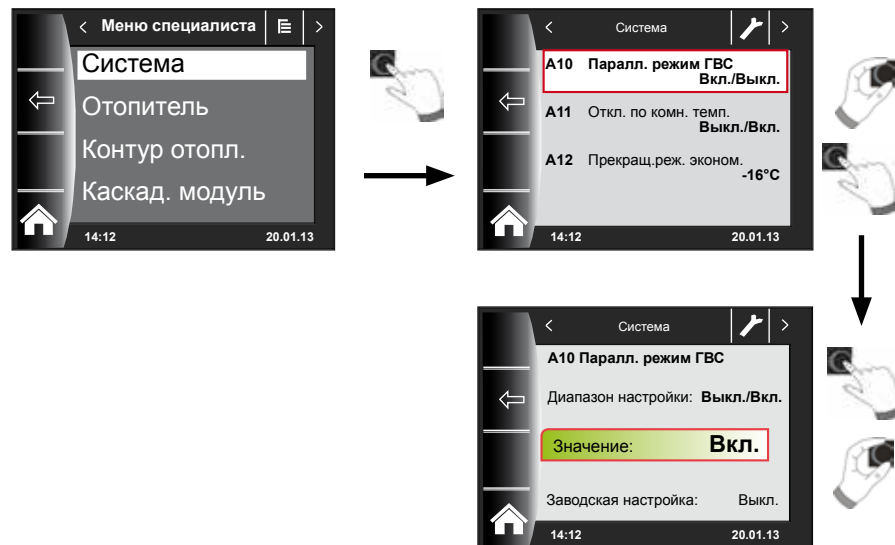 Меню специалиста
Система
Отопитель
Контур отопл.
Каскад. модуль
14:12 20.01.13
Система
A10 Паралл. режим ГВС
Вкл./Выкл.
A11 Откл. по комн. темп.
Выкл./Вкл.
A12 Прекращ.реж. эконом.
-16°C
14:12 20.01.13
Система
A10 Паралл. режим ГВС
Диапазон настройки: Выкл./Вкл.
Значение: Вкл.
Заводская настройка: Выкл.
14:12 20.01.13